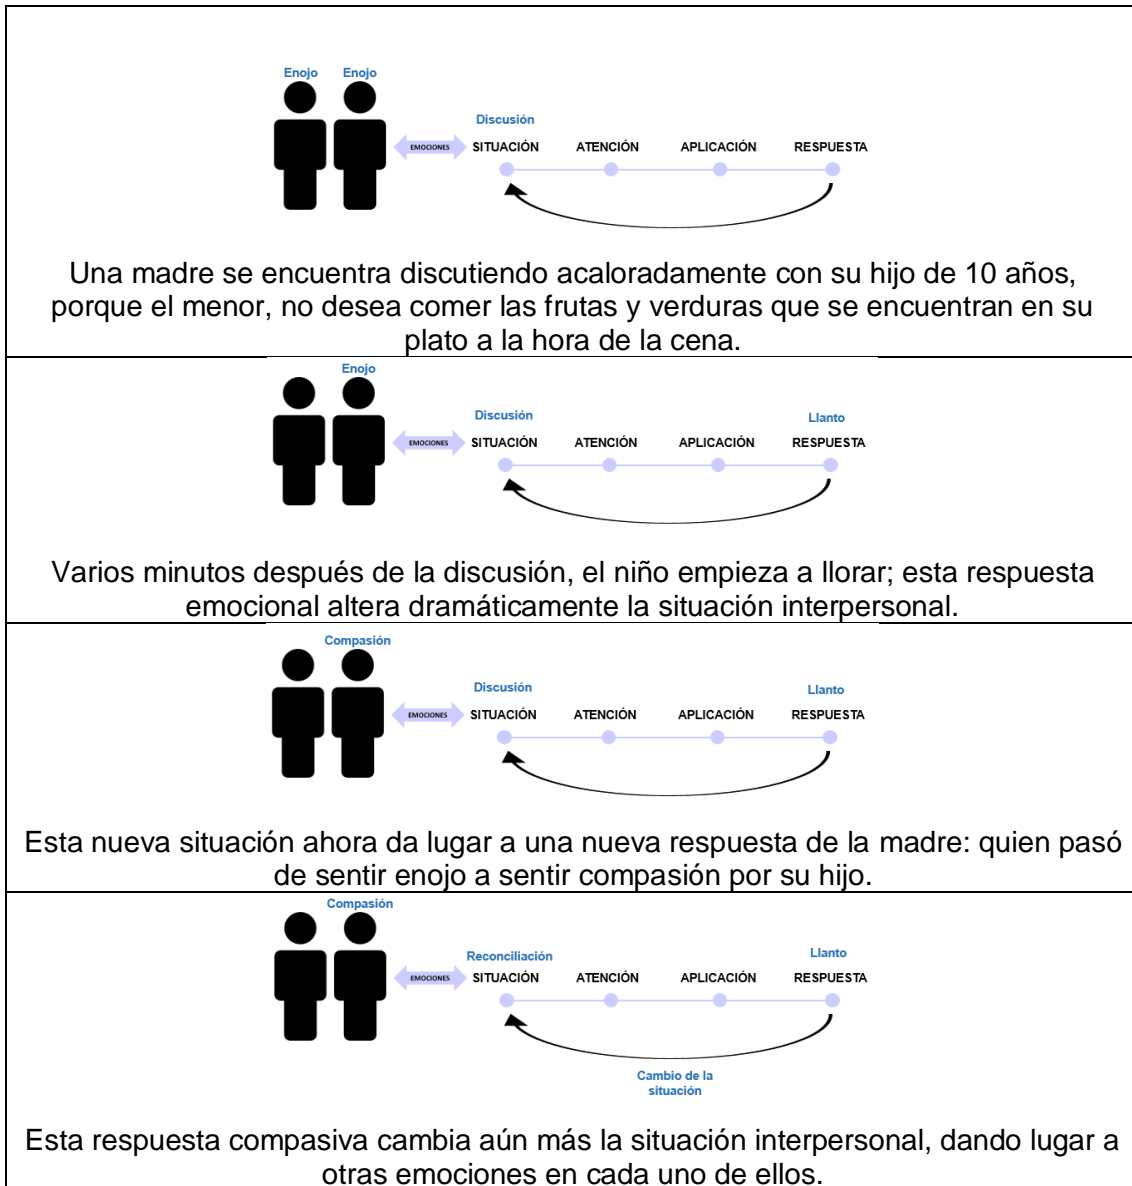 Enojo Enojo
Discusión
EMOCIONES SITUACIÓN ATENCIÓN APLICACIÓN RESPUESTA
Una madre se encuentra discutiendo acaloradamente con su hijo de 10 años,
porque el menor, no desea comer las frutas y verduras que se encuentran en su
plato a la hora de la cena.
Enojo
Discusión Llanto
EMOCIONES SITUACIÓN ATENCIÓN APLICACIÓN RESPUESTA
Varios minutos después de la discusión, el niño empieza a llorar; esta respuesta
emocional altera dramáticamente la situación interpersonal.
Compasión
Discusión Llanto
EMOCIONES SITUACIÓN ATENCIÓN APLICACIÓN RESPUESTA
Esta nueva situación ahora da lugar a una nueva respuesta de la madre: quien pasó
de sentir enojo a sentir compasión por su hijo.
Compasión
Reconciliación Llanto
EMOCIONES SITUACIÓN ATENCIÓN APLICACIÓN RESPUESTA
Cambio de la
situación
Esta respuesta compasiva cambia aún más la situación interpersonal, dando lugar a
otras emociones en cada uno de ellos.